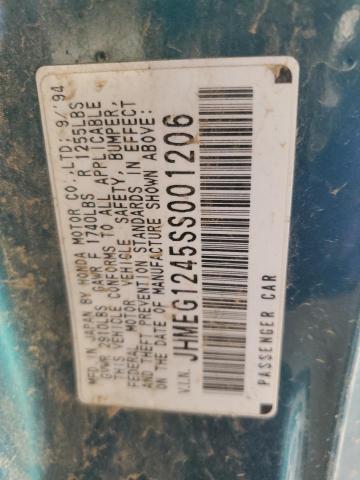 MFD. IN JAPAN BY HONDA MOTOR CO., LTD; 9/'94
GVWR 2910LBS GAWR F 1740LBS R 1255LBS
THIS VEHICLE CONFORMS TO ALL APPLICABLE
FEDERAL MOTOR VEHICLE SAFETY, BUMPER,
AND THEFT PREVENTION STANDARDS IN EFFECT
ON THE DATE OF MANUFACTURE SHOWN ABOVE:
V.I.N. JHMEG1245SS001206
PASSENGER CAR